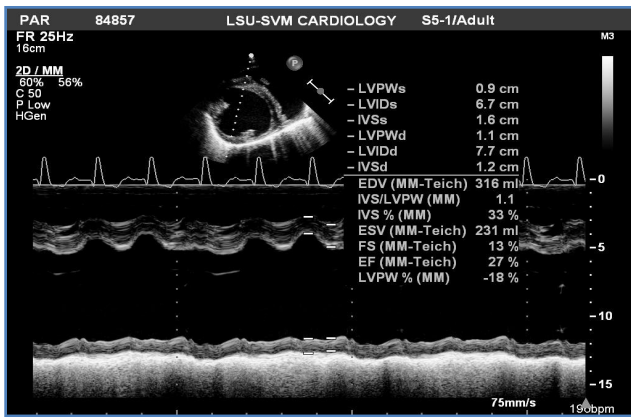 PAR 84857 LSU-SVM CARDIOLOGY S5-1/Adult
FR 25Hz
16cm
M3
2D / MM
60% 56%
C 50
P Low
HGen
P
– LVPWs 0.9 cm
– LVIDs 6.7 cm
– IVSs 1.6 cm
– LVPWd 1.1 cm
– LVIDd 7.7 cm
– IVSd 1.2 cm
EDV (MM-Teich) 316 ml
IVS/LVPW (MM) 1.1
IVS % (MM) 33 %
ESV (MM-Teich) 231 ml
FS (MM-Teich) 13 %
EF (MM-Teich) 27 %
LVPW % (MM) -18 %
-0
-5
-10
-15
75mm/s
190bpm